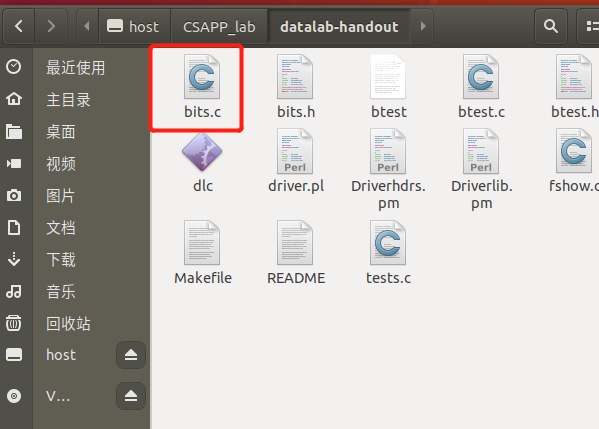 host CSAPP_lab datalab-handout
最近使用
主目录
桌面
视频
图片
文档
下载
音乐
回收站
host
V…
bits.c bits.h btest btest.c btest.h
dlc driver.pl Driverhdrs. Driverlib. fshow.c
pm pm
Makefile README tests.c
Perl Perl Perl